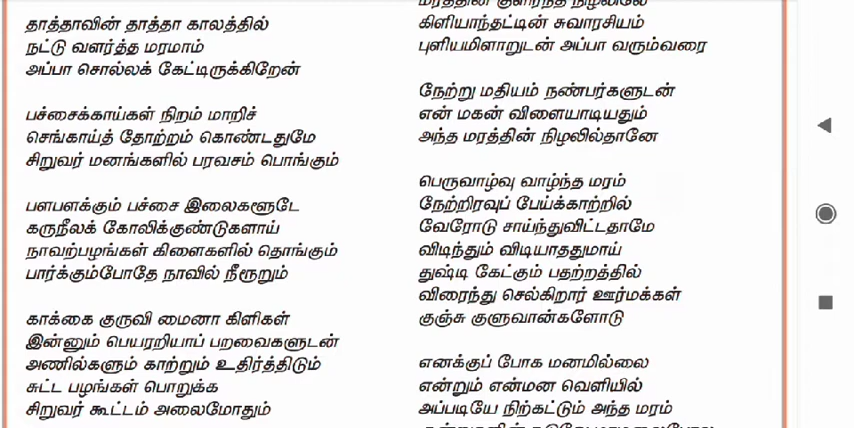 தாத்தாவின் தாத்தா காலத்தில்
நட்டு வளர்த்த மரமாம்
அப்பா சொல்லக் கேட்டிருக்கிறேன்
பச்சைக்காய்கள் நிறம் மாறிச்
செங்காய்த் தோற்றம் கொண்டதுமே
சிறுவர் மனங்களில் பரவசம் பொங்கும்
பளபளக்கும் பச்சை இலைகளூடே
கருநீலக் கோலிக்குண்டுகளாய்
நாவற்பழங்கள் கிளைகளில் தொங்கும்
பார்க்கும்போதே நாவில் நீரூறும்
காக்கை குருவி மைனா கிளிகள்
இன்னும் பெயரறியாப் பறவைகளுடன்
அணில்களும் காற்றும் உதிர்த்திடும்
சுட்ட பழங்கள் பொறுக்க
சிறுவர் கூட்டம் அலைமோதும்
மரத்தின் குளிர்ந்த நிழலிலே
கிளியாந்தட்டின் சுவாரசியம்
புளியமிளாறுடன் அப்பா வரும்வரை
நேற்று மதியம் நண்பர்களுடன்
என் மகன் விளையாடியதும்
அந்த மரத்தின் நிழலில்தானே
பெருவாழ்வு வாழ்ந்த மரம்
நேற்றிரவுப் பேய்க்காற்றில்
வேரோடு சாய்ந்துவிட்டதாமே
விடிந்தும் விடியாததுமாய்
துஷ்டி கேட்கும் பதற்றத்தில்
விரைந்து செல்கிறார் ஊர்மக்கள்
குஞ்சு குளுவான்களோடு
எனக்குப் போக மனமில்லை
என்றும் என்மன வெளியில்
அப்படியே நிற்கட்டும் அந்த மரம்